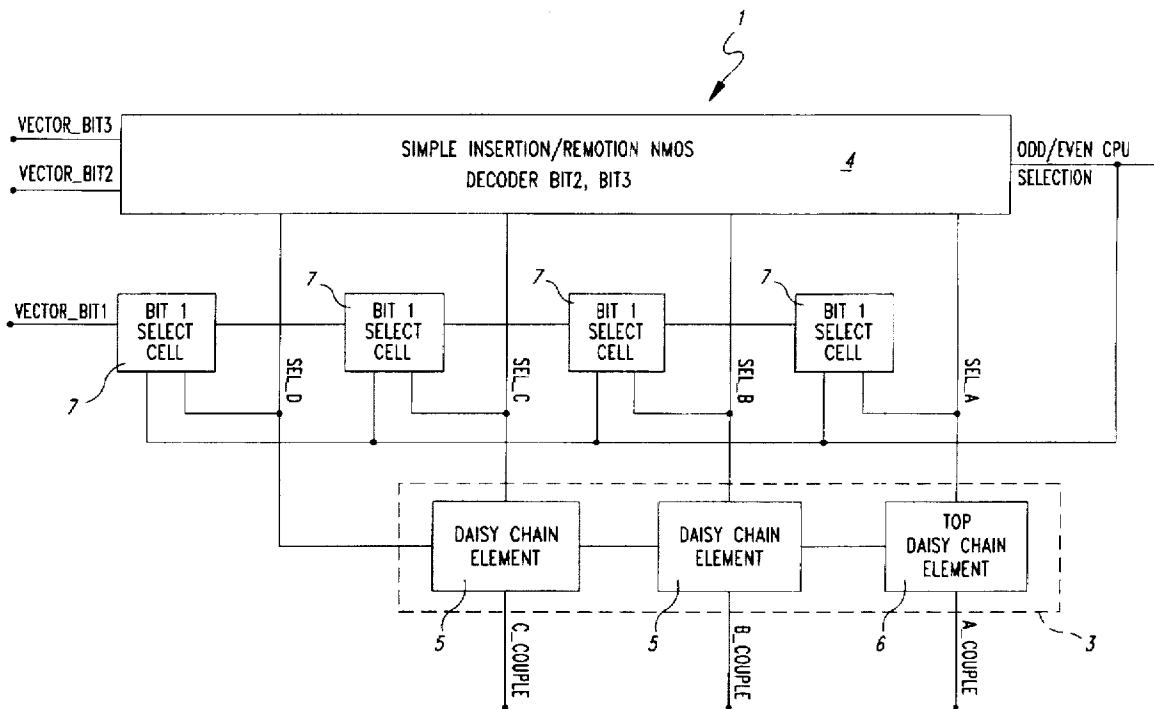 1
VECTOR_BIT3
VECTOR_BIT2
SIMPLE INSERTION/REMOTION NMOS
DECODER BIT2, BIT3
4
ODD/EVEN CPU
SELECTION
VECTOR_BIT1
BIT 1
SELECT
CELL
7
7
BIT 1
SELECT
CELL
7
BIT 1
SELECT
CELL
7
BIT 1
SELECT
CELL
SEL_D
SEL_C
SEL_B
SEL_A
DAISY CHAIN
ELEMENT
DAISY CHAIN
ELEMENT
TOP
DAISY CHAIN
ELEMENT
5
5
6
3
C_COUPLE
B_COUPLE
A_COUPLE